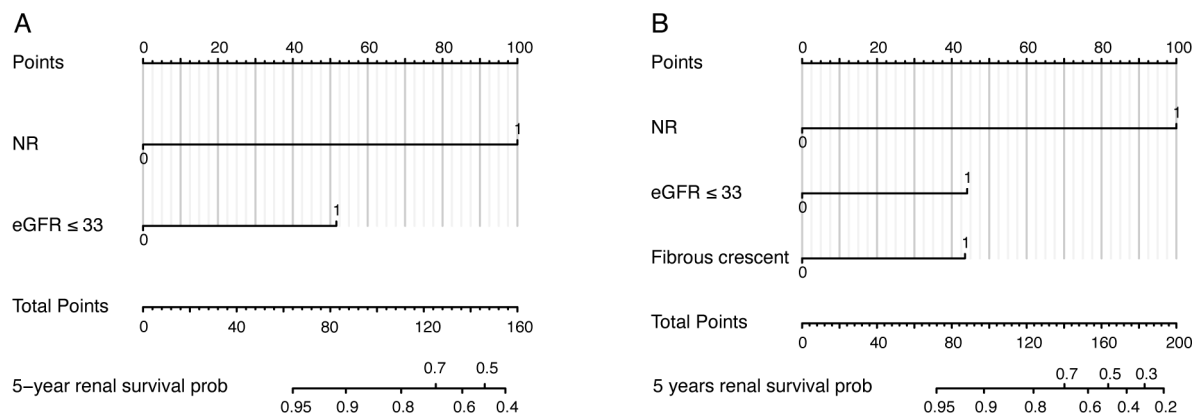 A
0 20 40 60 80 100
Points
1
NR
0
1
eGFR ≤ 33
0
Total Points
0 40 80 120 160
0.7 0.5
5−year renal survival prob
0.95 0.9 0.8 0.6 0.4
B
0 20 40 60 80 100
Points
1
NR
0
1
eGFR ≤ 33
0
1
Fibrous crescent
0
Total Points
0 40 80 120 160 200
0.7 0.5 0.3
5 years renal survival prob
0.95 0.9 0.8 0.6 0.4 0.2